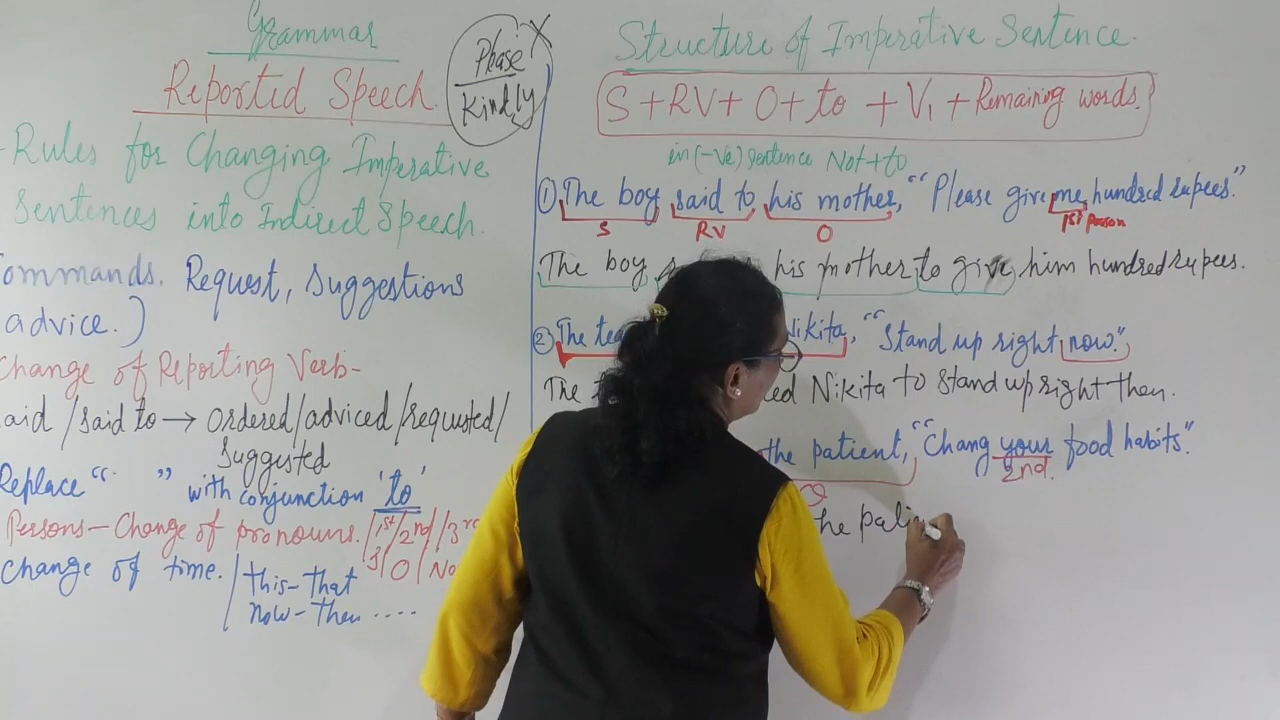 Grammar
Reported Speech.
Phase
Kindly
X
- Rules for Changing Imperative
Sentences into Indirect Speech.
Commands. Request, Suggestions
advice.)
Change of Reporting Verb-
said / said to → ordered/adviced/requested/
Suggested
Replace “ ” with conjunction 'to'
Persons - Change of pronouns. / 1st/2nd/3rd
S/O/No
Change of time. / this - that
now - then ....
Structure of Imperative Sentence.
S + RV + O + to + V1 + Remaining words.
in (-ve) sentence Not + to
① The boy said to his mother, “Please give me hundred rupees.”
S RV O 1st Person
The boy his mother to give him hundred rupees.
② The Nikita, “Stand up right now.”
The Nikita to stand up right then.
the patient, “Chang your food habits”.
O 2nd.
the patien